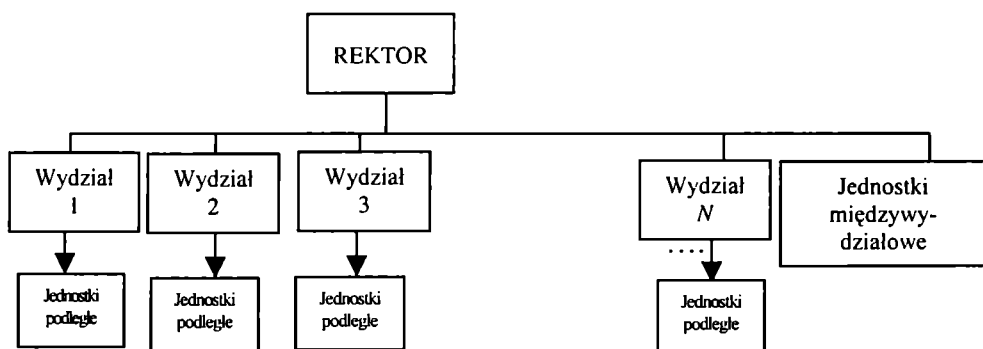 REKTOR
Wydział
1
Wydział
2
Wydział
3
Wydział
N
Jednostki
międzywy-
działowe
....
Jednostki
podległe
Jednostki
podległe
Jednostki
podległe
Jednostki
podległe